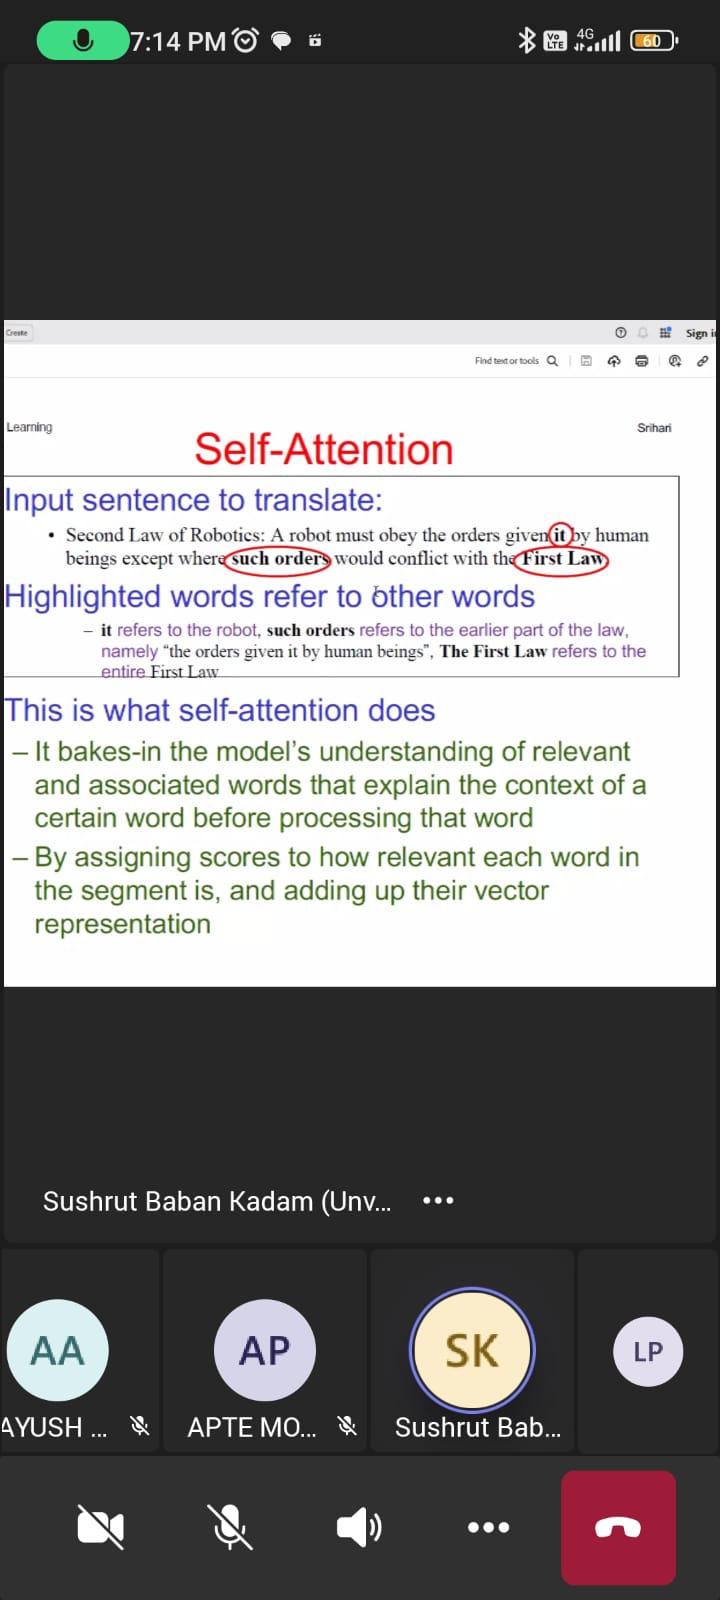 7:14 PM
Vo LTE
4G
60
Create
Sign i
Find text or tools
Learning
Srihari
Self-Attention
Input sentence to translate:
• Second Law of Robotics: A robot must obey the orders given it by human
beings except where such orders would conflict with the First Law
Highlighted words refer to other words
– it refers to the robot, such orders refers to the earlier part of the law,
namely “the orders given it by human beings”, The First Law refers to the
entire First Law
This is what self-attention does
– It bakes-in the model’s understanding of relevant
and associated words that explain the context of a
certain word before processing that word
– By assigning scores to how relevant each word in
the segment is, and adding up their vector
representation
Sushrut Baban Kadam (Unv...
AA
AP
SK
LP
AYUSH ...
APTE MO...
Sushrut Bab...